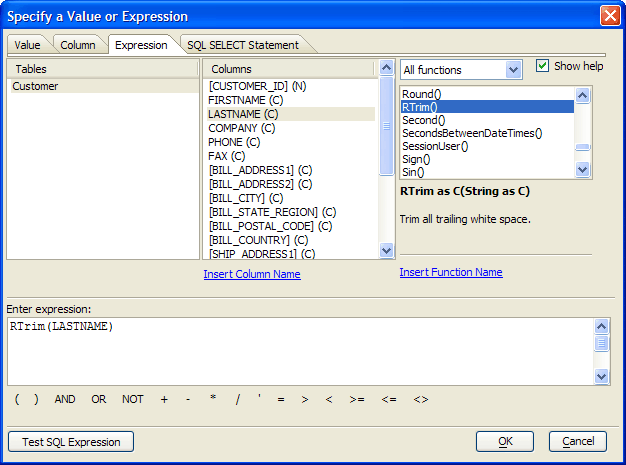 Specify a Value or Expression
Value Column Expression SQL SELECT Statement
Tables
Customer
Columns
[CUSTOMER_ID] (N)
FIRSTNAME (C)
LASTNAME (C)
COMPANY (C)
PHONE (C)
FAX (C)
[BILL_ADDRESS1] (C)
[BILL_ADDRESS2] (C)
[BILL_CITY] (C)
[BILL_STATE_REGION] (C)
[BILL_POSTAL_CODE] (C)
[BILL_COUNTRY] (C)
[SHIP_ADDRESS1] (C)
Insert Column Name
All functions
Show help
Round()
RTrim()
Second()
SecondsBetweenDateTimes()
SessionUser()
Sign()
Sin()
RTrim as C(String as C)
Trim all trailing white space.
Insert Function Name
Enter expression:
RTrim(LASTNAME)
( ) AND OR NOT + - * / ' = > < >= <= <>
Test SQL Expression
OK
Cancel